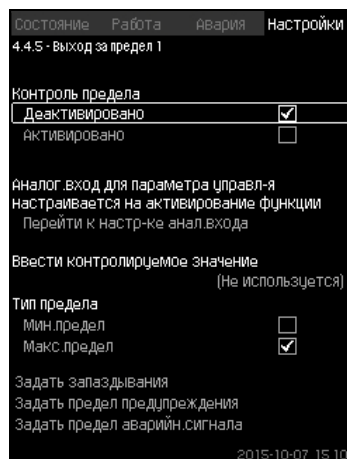 Состояние Работа Авария Настройки
4.4.5 - Выход за предел 1
Контроль предела
Деактивировано
Активировано
Аналог.вход для параметра управл-я
настраивается на активирование функции
Перейти к настр-ке анал.входа
Ввести контролируемое значение
(Не используется)
Тип предела
Мин.предел
Макс.предел
Задать запаздывания
Задать предел предупреждения
Задать предел аварийн.сигнала
2015-10-07 15:10